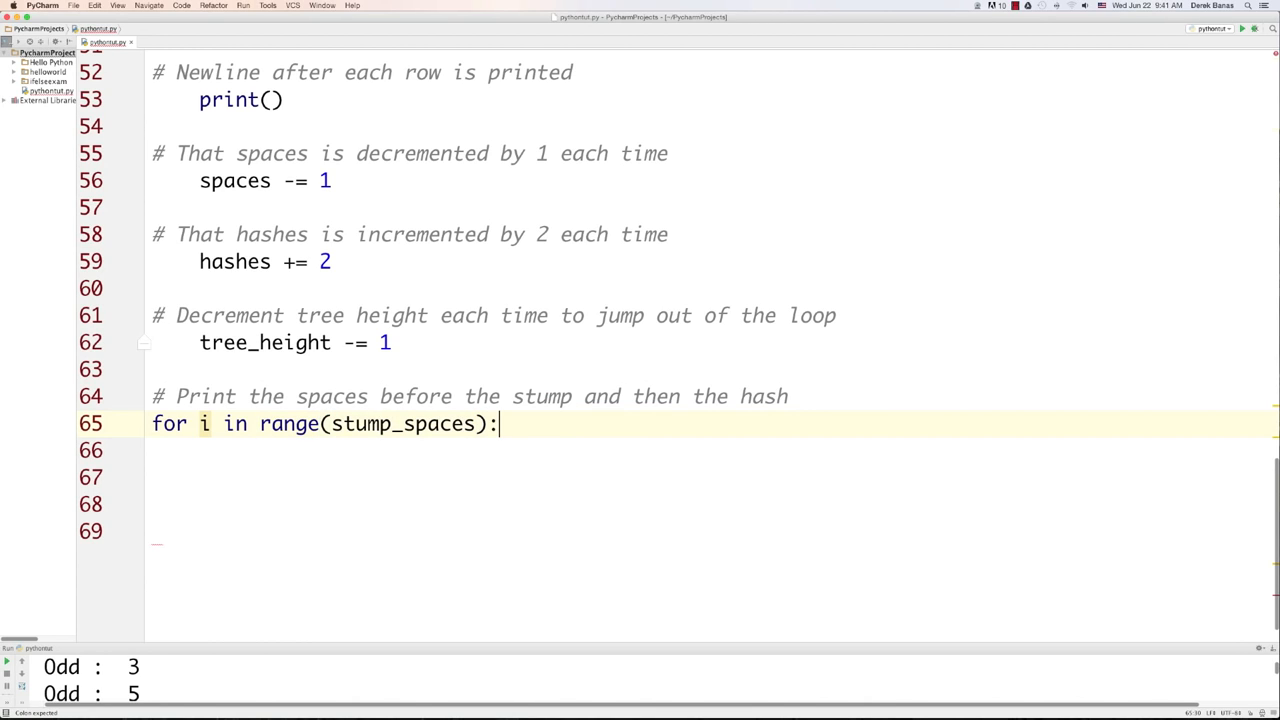 PyCharm File Edit View Navigate Code Refactor Run Tools VCS Window Help 10 Wed Jun 22 9:41 AM Derek Banas
pythontut.py - PycharmProjects - [~/PycharmProjects]
PycharmProjects pythontut.py pythontut
pythontut.py
PycharmProject
Hello Python
helloworld
ifelseexam
pythontut.py
External Librarie
51
52 # Newline after each row is printed
53 print()
54
55 # That spaces is decremented by 1 each time
56 spaces -= 1
57
58 # That hashes is incremented by 2 each time
59 hashes += 2
60
61 # Decrement tree height each time to jump out of the loop
62 tree_height -= 1
63
64 # Print the spaces before the stump and then the hash
65 for i in range(stump_spaces):
66
67
68
69
Run pythontut
Odd : 3
Odd : 5
Colon expected 65:30 LF UTF-8